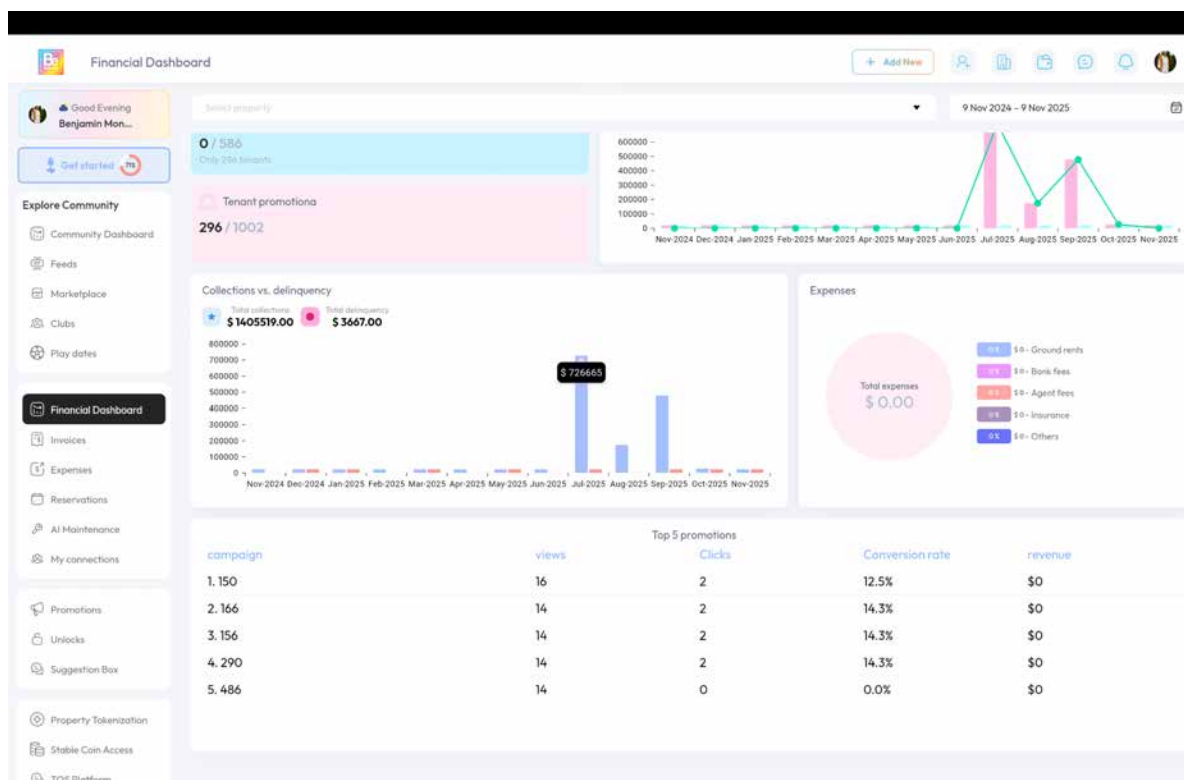 Financial Dashboard
+ Add New
Good Evening
Benjamin Mon...
Select property
9 Nov 2024 - 9 Nov 2025
Get started
71%
0 / 586
Only 296 tenants
Tenant promotiona
296 / 1002
600000
500000
400000
300000
200000
100000
0
Nov-2024 Dec-2024 Jan-2025 Feb-2025 Mar-2025 Apr-2025 May-2025 Jun-2025 Jul-2025 Aug-2025 Sep-2025 Oct-2025 Nov-2025
Explore Community
Community Dashboard
Feeds
Marketplace
Clubs
Play dates
Financial Dashboard
Invoices
Expenses
Reservations
AI Maintenance
My connections
Promotions
Unlocks
Suggestion Box
Property Tokenization
Stable Coin Access
TOS Platform
Collections vs. delinquency
Total collections
$ 1405519.00
Total delinquency
$ 3667.00
800000
700000
600000
500000
400000
300000
200000
100000
0
$ 726665
Nov-2024 Dec-2024 Jan-2025 Feb-2025 Mar-2025 Apr-2025 May-2025 Jun-2025 Jul-2025 Aug-2025 Sep-2025 Oct-2025 Nov-2025
Expenses
Total expenses
$ 0.00
0% $ 0 - Ground rents
0% $ 0 - Bank fees
0% $ 0 - Agent fees
0% $ 0 - Insurance
0% $ 0 - Others
Top 5 promotions
campaign views Clicks Conversion rate revenue
1. 150 16 2 12.5% $0
2. 166 14 2 14.3% $0
3. 156 14 2 14.3% $0
4. 290 14 2 14.3% $0
5. 486 14 0 0.0% $0